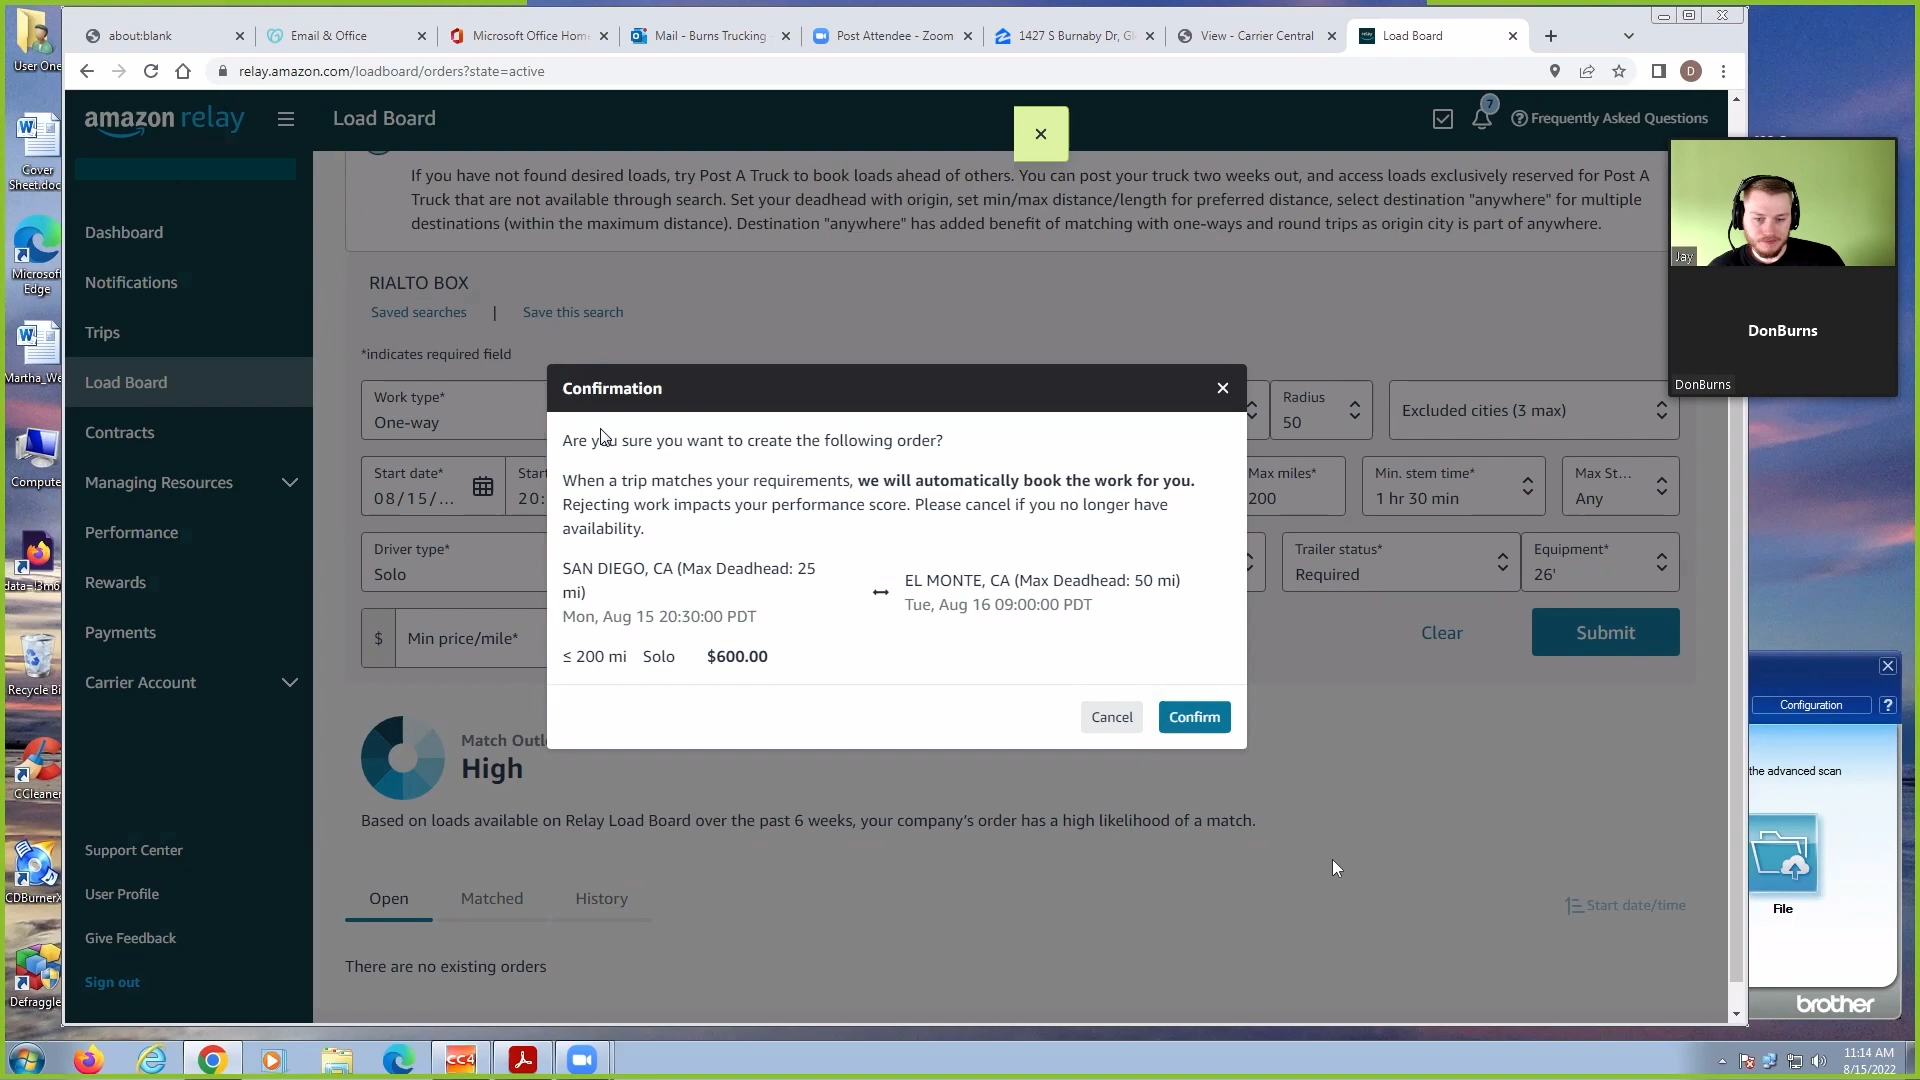 User One
about:blank
Email & Office
Microsoft Office Home
Mail - Burns Trucking
Post Attendee - Zoom
1427 S Burnaby Dr, Gl
View - Carrier Central
Load Board
relay.amazon.com/loadboard/orders?state=active
D
amazon relay
Load Board
7
Frequently Asked Questions
If you have not found desired loads, try Post A Truck to book loads ahead of others. You can post your truck two weeks out, and access loads exclusively reserved for Post A
Truck that are not available through search. Set your deadhead with origin, set min/max distance/length for preferred distance, select destination "anywhere" for multiple
destinations (within the maximum distance). Destination "anywhere" has added benefit of matching with one-ways and round trips as origin city is part of anywhere.
Cover
Sheet.doc
Microsof
Edge
Martha_We
Compute
Recycle Bi
CCleaner
CDBurnerX
Defraggle
Dashboard
Notifications
Trips
Load Board
Contracts
Managing Resources
Performance
Rewards
Payments
Carrier Account
Support Center
User Profile
Give Feedback
Sign out
RIALTO BOX
Saved searches | Save this search
*indicates required field
Work type*
One-way
Radius
50
Excluded cities (3 max)
Start date*
08/15/...
Star
20:
Max miles*
200
Min. stem time*
1 hr 30 min
Max St...
Any
Driver type*
Solo
Trailer status*
Required
Equipment*
26'
$ Min price/mile*
Clear
Submit
Confirmation
Are you sure you want to create the following order?
When a trip matches your requirements, we will automatically book the work for you.
Rejecting work impacts your performance score. Please cancel if you no longer have
availability.
SAN DIEGO, CA (Max Deadhead: 25
mi)
Mon, Aug 15 20:30:00 PDT
EL MONTE, CA (Max Deadhead: 50 mi)
Tue, Aug 16 09:00:00 PDT
≤ 200 mi Solo $600.00
Cancel
Confirm
Match Outl
High
Based on loads available on Relay Load Board over the past 6 weeks, your company's order has a high likelihood of a match.
Open
Matched
History
Start date/time
There are no existing orders
Jay
DonBurns
DonBurns
Configuration
?
the advanced scan
File
brother
CC4
11:14 AM
8/15/2022